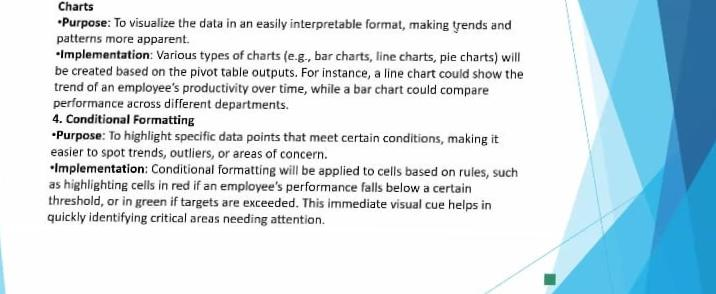 Charts
•Purpose: To visualize the data in an easily interpretable format, making trends and
patterns more apparent.
•Implementation: Various types of charts (e.g., bar charts, line charts, pie charts) will
be created based on the pivot table outputs. For instance, a line chart could show the
trend of an employee's productivity over time, while a bar chart could compare
performance across different departments.
4. Conditional Formatting
•Purpose: To highlight specific data points that meet certain conditions, making it
easier to spot trends, outliers, or areas of concern.
•Implementation: Conditional formatting will be applied to cells based on rules, such
as highlighting cells in red if an employee's performance falls below a certain
threshold, or in green if targets are exceeded. This immediate visual cue helps in
quickly identifying critical areas needing attention.